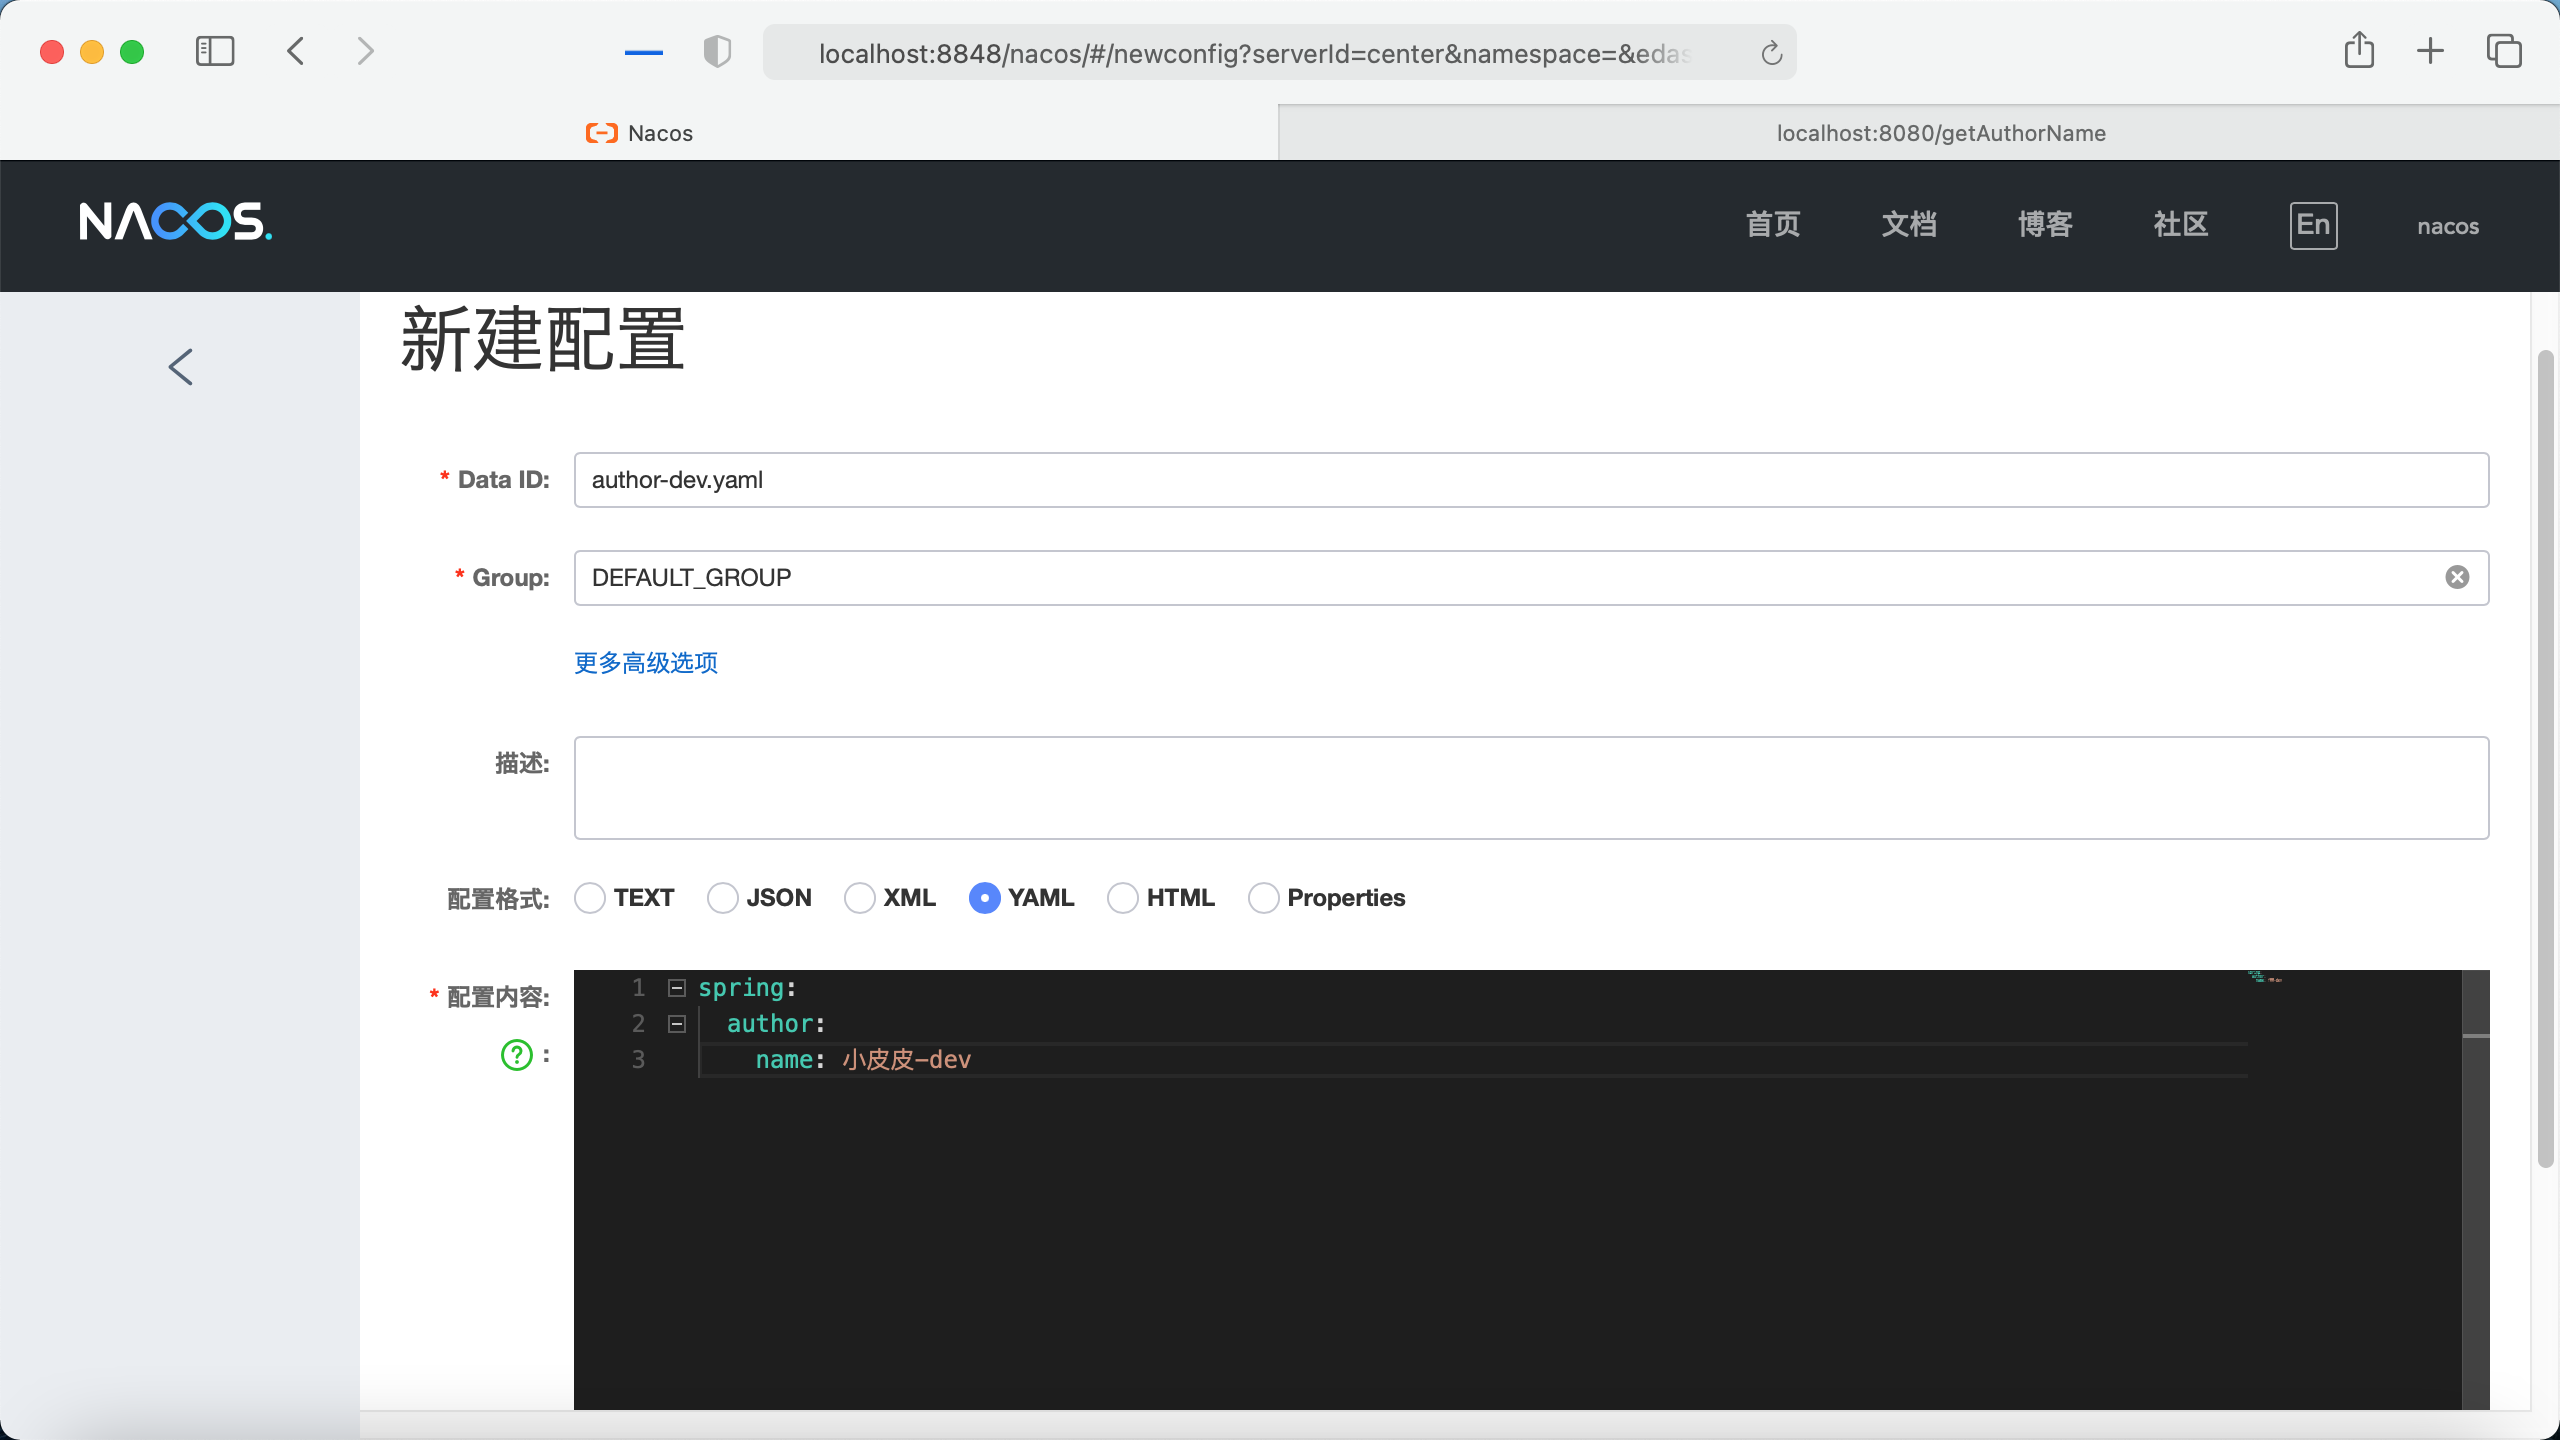 localhost:8848/nacos/#/newconfig?serverId=center&namespace=&edas
Nacos
localhost:8080/getAuthorName
NACOS.
首页 文档 博客 社区 En nacos
新建配置
* Data ID: author-dev.yaml
* Group: DEFAULT_GROUP
更多高级选项
描述:
配置格式: TEXT JSON XML YAML HTML Properties
* 配置内容:
? :
1 spring:
2 author:
3 name: 小皮皮-dev